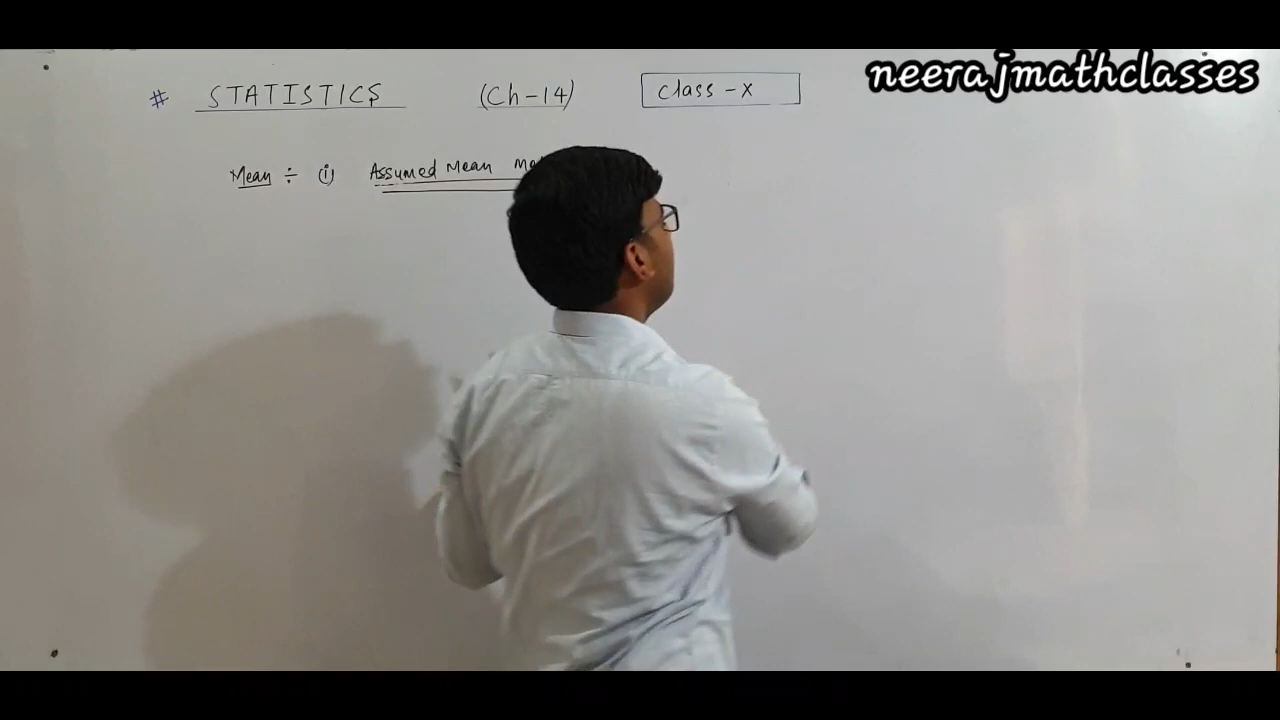 neerajmathclasses
# STATISTICS (Ch-14) Class-X
Mean ÷ (i) Assumed Mean